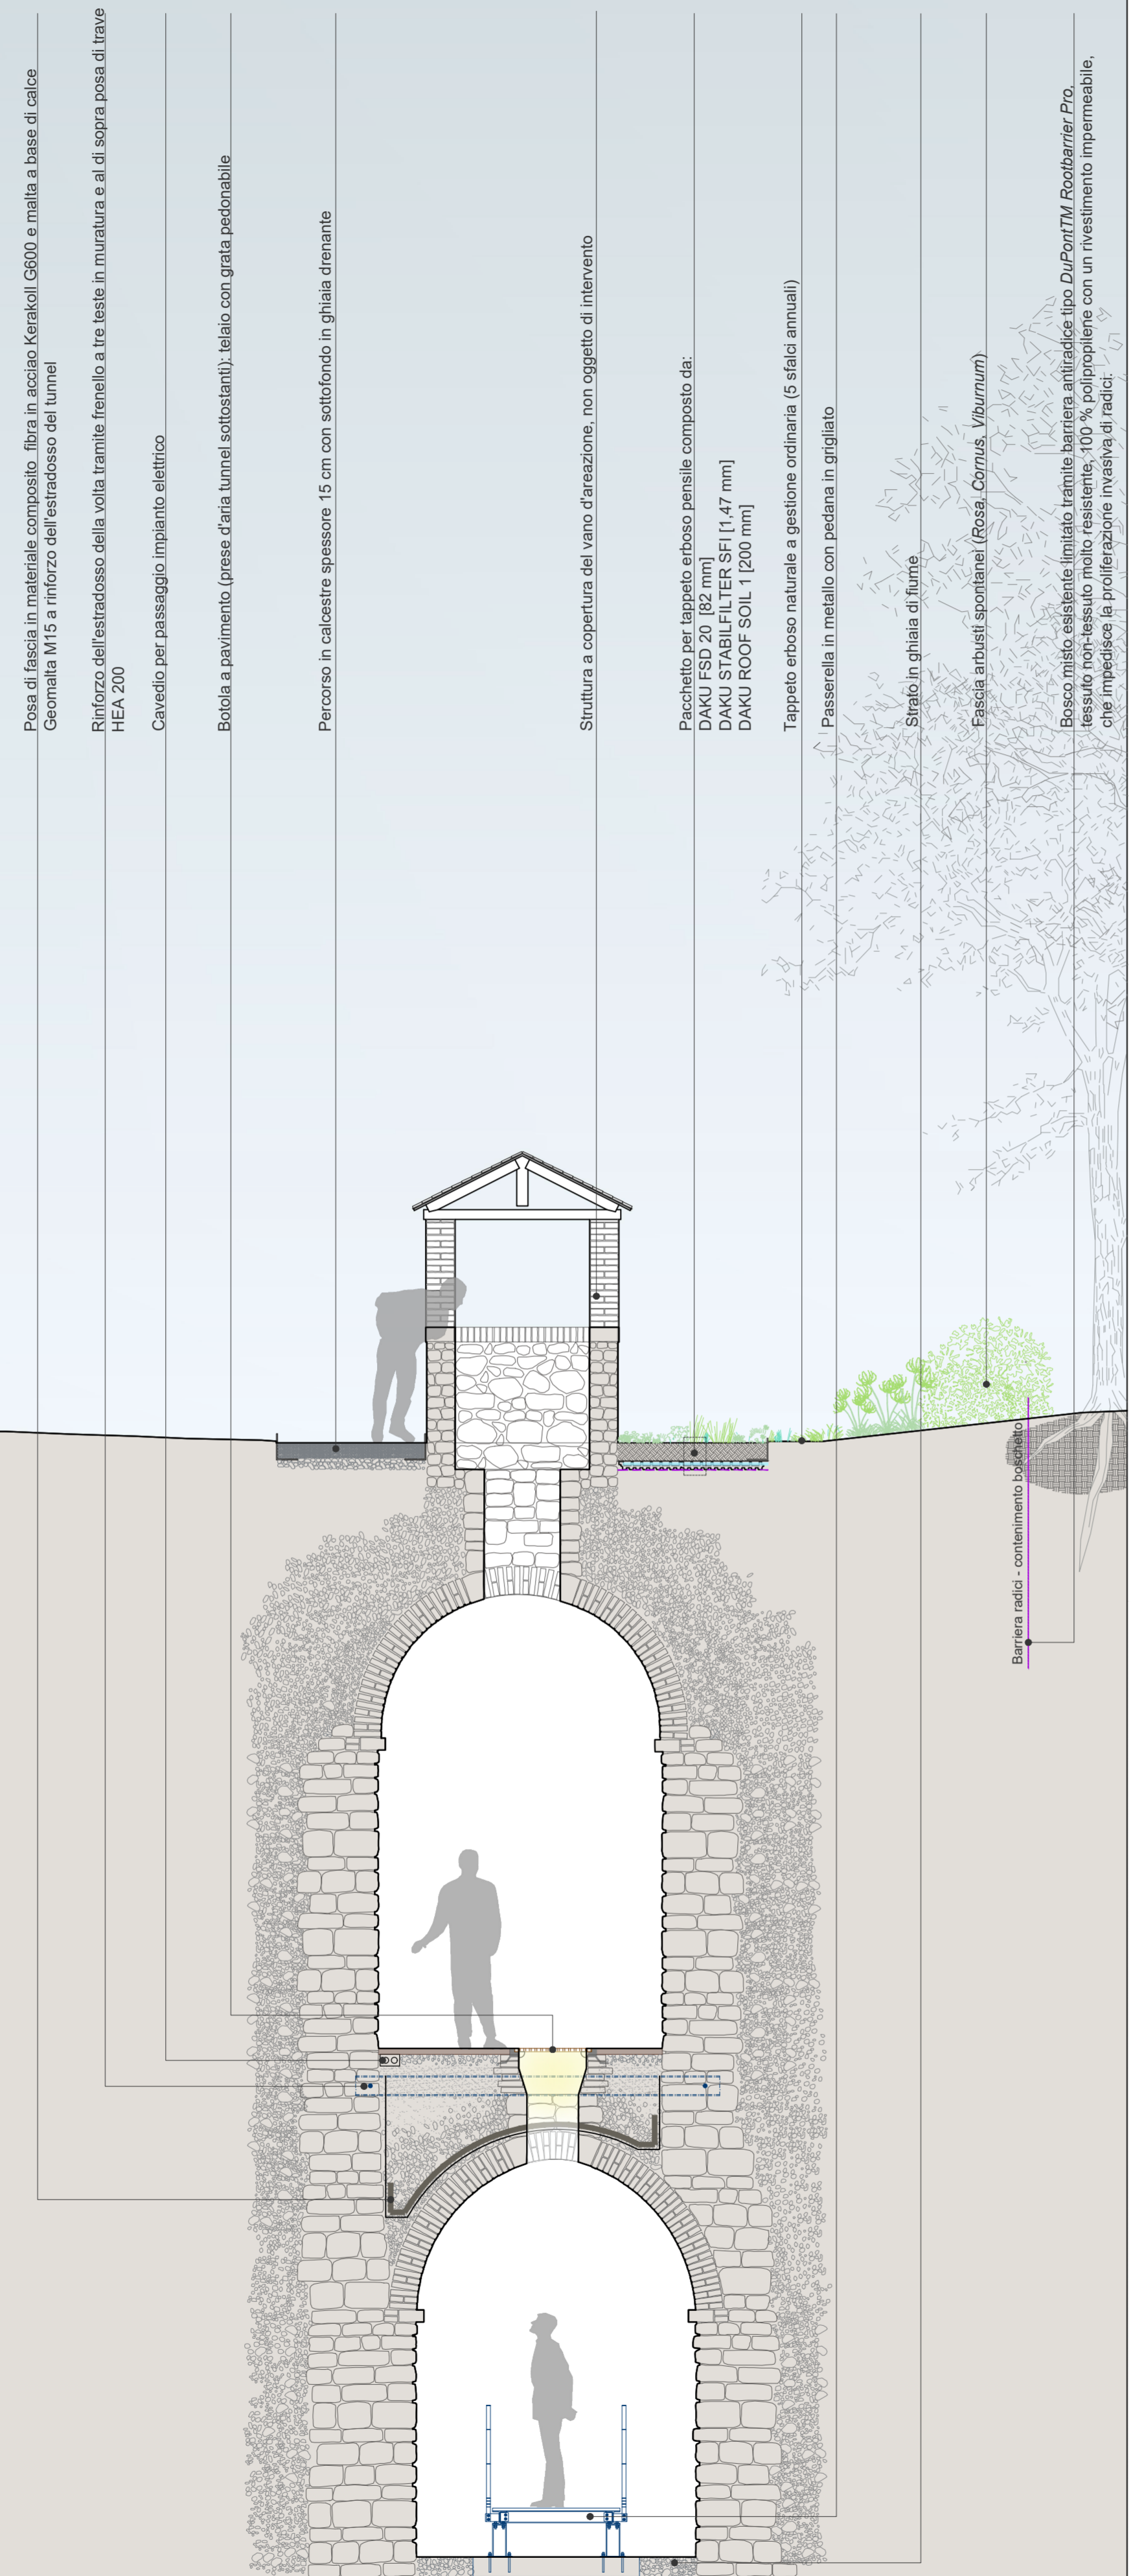 Posa di fascia in materiale composito fibra in acciao Kerakoll G600 e malta a base di calce
Geomalta M15 a rinforzo dell'estradosso del tunnel
Rinforzo dell'estradosso della volta tramite frenello a tre teste in muratura e al di sopra posa di trave
HEA 200
Cavedio per passaggio impianto elettrico
Botola a pavimento (prese d'aria tunnel sottostanti): telaio con grata pedonabile
Percorso in calcestre spessore 15 cm con sottofondo in ghiaia drenante
Struttura a copertura del vano d'areazione, non oggetto di intervento
Pacchetto per tappeto erboso pensile composto da:
DAKU FSD 20 [82 mm]
DAKU STABILFILTER SFI [1,47 mm]
DAKU ROOF SOIL 1 [200 mm]
Tappeto erboso naturale a gestione ordinaria (5 sfalci annuali)
Passerella in metallo con pedana in grigliato
Strato in ghiaia di fiume
Fascia arbusti spontanei (Rosa, Cornus, Viburnum)
Bosco misto esistente limitato tramite barriera antiradice tipo DuPontTM Rootbarrier Pro,
tessuto non-tessuto molto resistente, 100 % polipropilene con un rivestimento impermeabile,
che impedisce la proliferazione invasiva di radici.
Barriera radici - contenimento boschetto